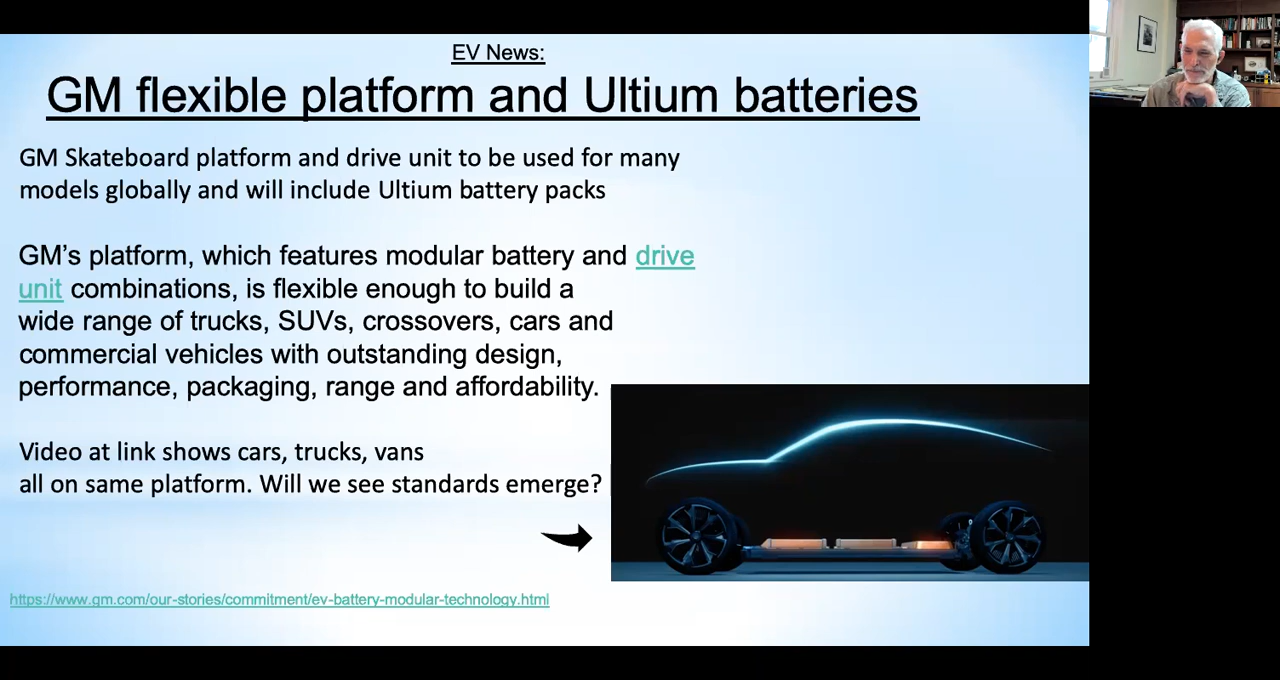 EV News:
GM flexible platform and Ultium batteries
GM Skateboard platform and drive unit to be used for many
models globally and will include Ultium battery packs
GM’s platform, which features modular battery and drive
unit combinations, is flexible enough to build a
wide range of trucks, SUVs, crossovers, cars and
commercial vehicles with outstanding design,
performance, packaging, range and affordability.
Video at link shows cars, trucks, vans
all on same platform. Will we see standards emerge?
https://www.gm.com/our-stories/commitment/ev-battery-modular-technology.html